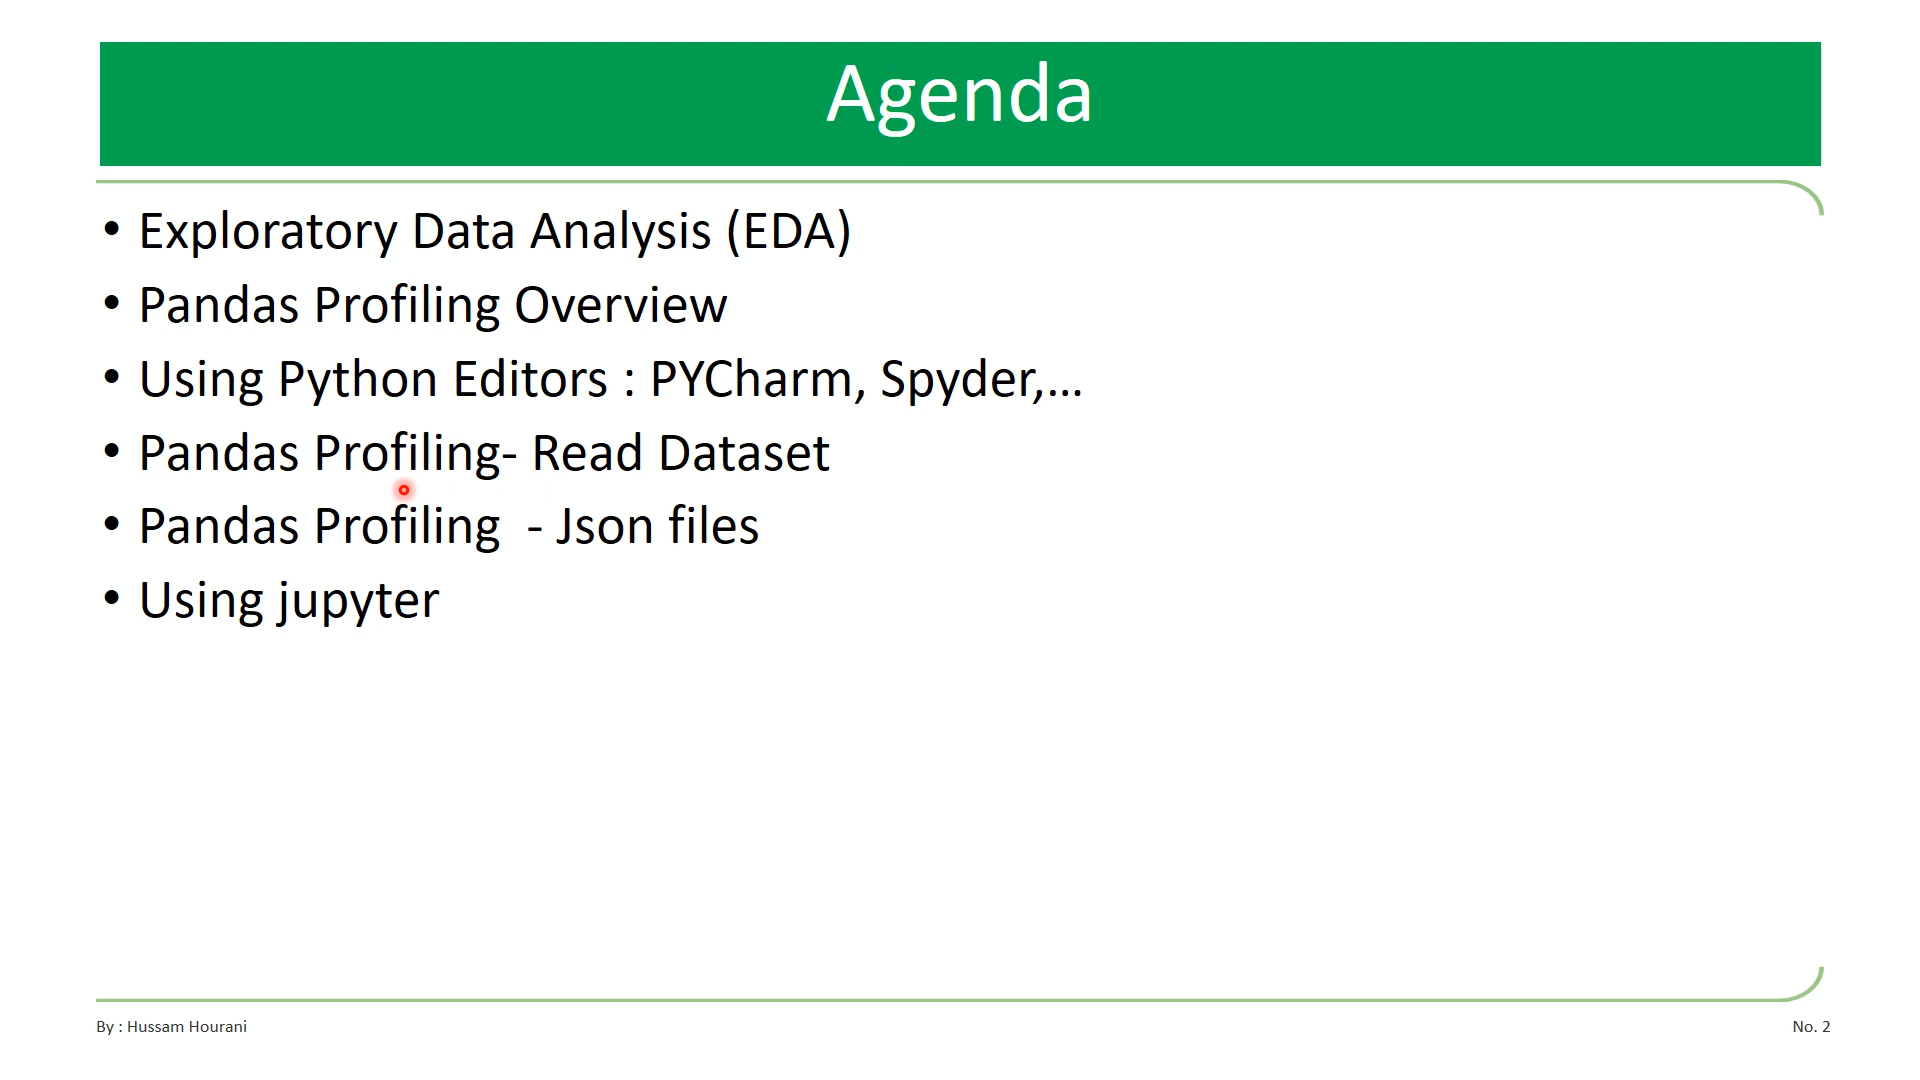 Agenda
• Exploratory Data Analysis (EDA)
• Pandas Profiling Overview
• Using Python Editors : PYCharm, Spyder,...
• Pandas Profiling- Read Dataset
• Pandas Profiling  - Json files
• Using jupyter
By : Hussam Hourani
No. 2